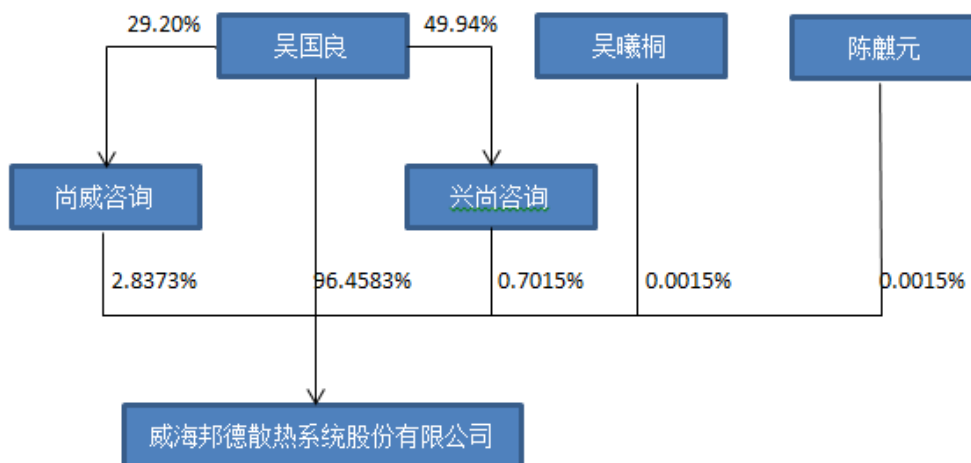 29.20%
吴国良
49.94%
吴曦桐
陈麒元
尚威咨询
兴尚咨询
2.8373%
96.4583%
0.7015%
0.0015%
0.0015%
威海邦德散热系统股份有限公司